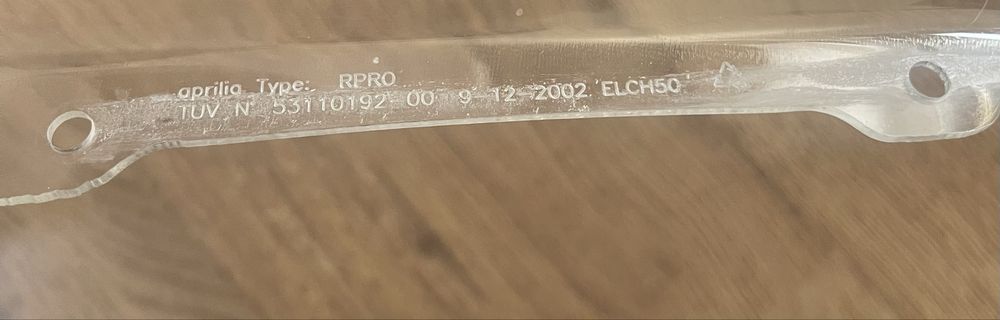 aprilia Type: RPRO
TUV N° 53110192 00 9 12-2002 ELCH50